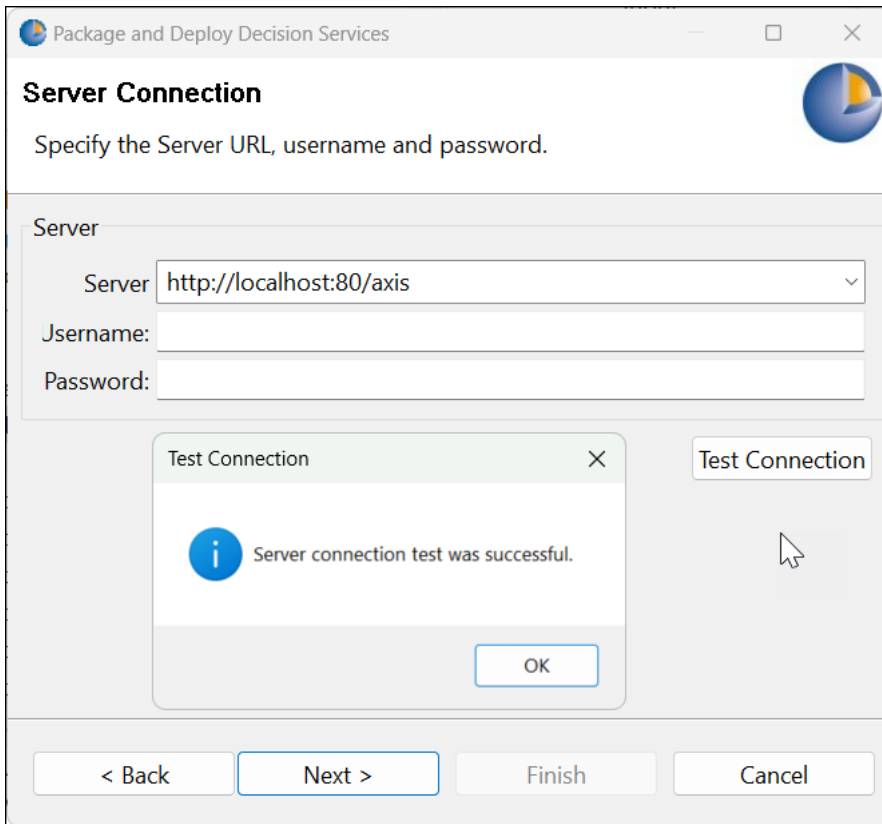 Package and Deploy Decision Services
Server Connection
Specify the Server URL, username and password.
Server
Server http://localhost:80/axis
Username:
Password:
Test Connection
Test Connection
Server connection test was successful.
OK
< Back Next > Finish Cancel